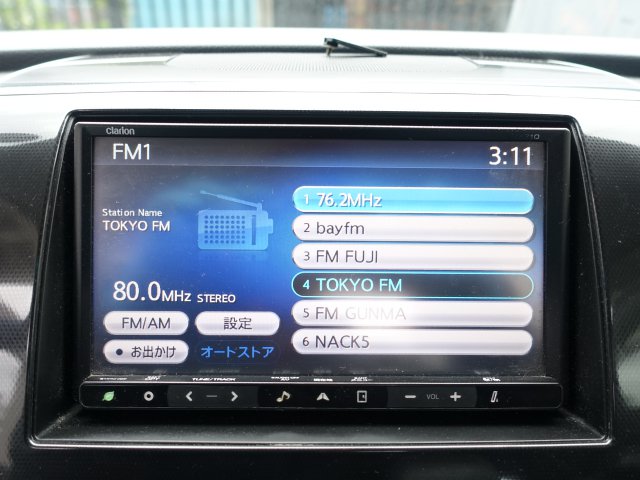 clarion
FM1
3:11
Station Name
TOKYO FM
80.0MHz STEREO
1 76.2MHz
2 bayfm
3 FM FUJI
4 TOKYO FM
5 FM GUNMA
6 NACK5
FM/AM
設定
お出かけ
オートストア
TUNE/TRACK
VOL